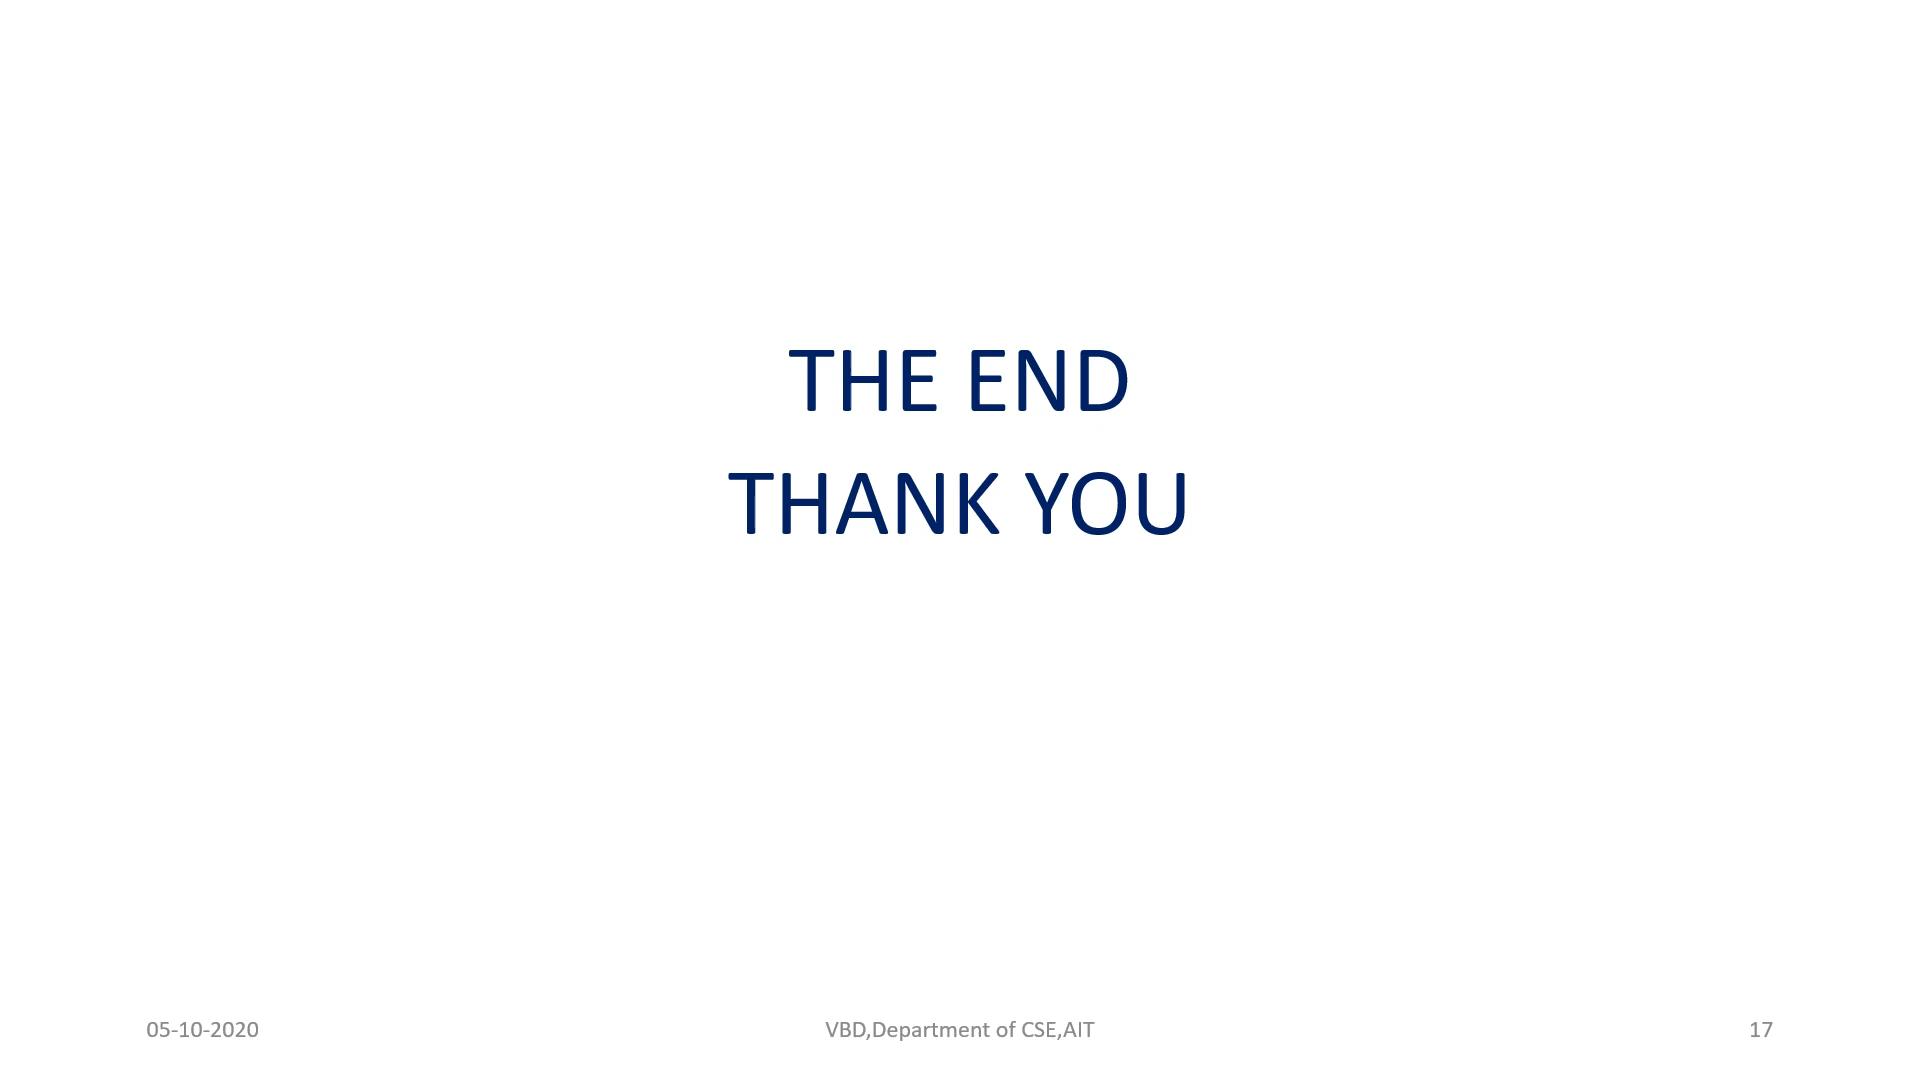 THE END
THANK YOU
05-10-2020
VBD,Department of CSE,AIT
17